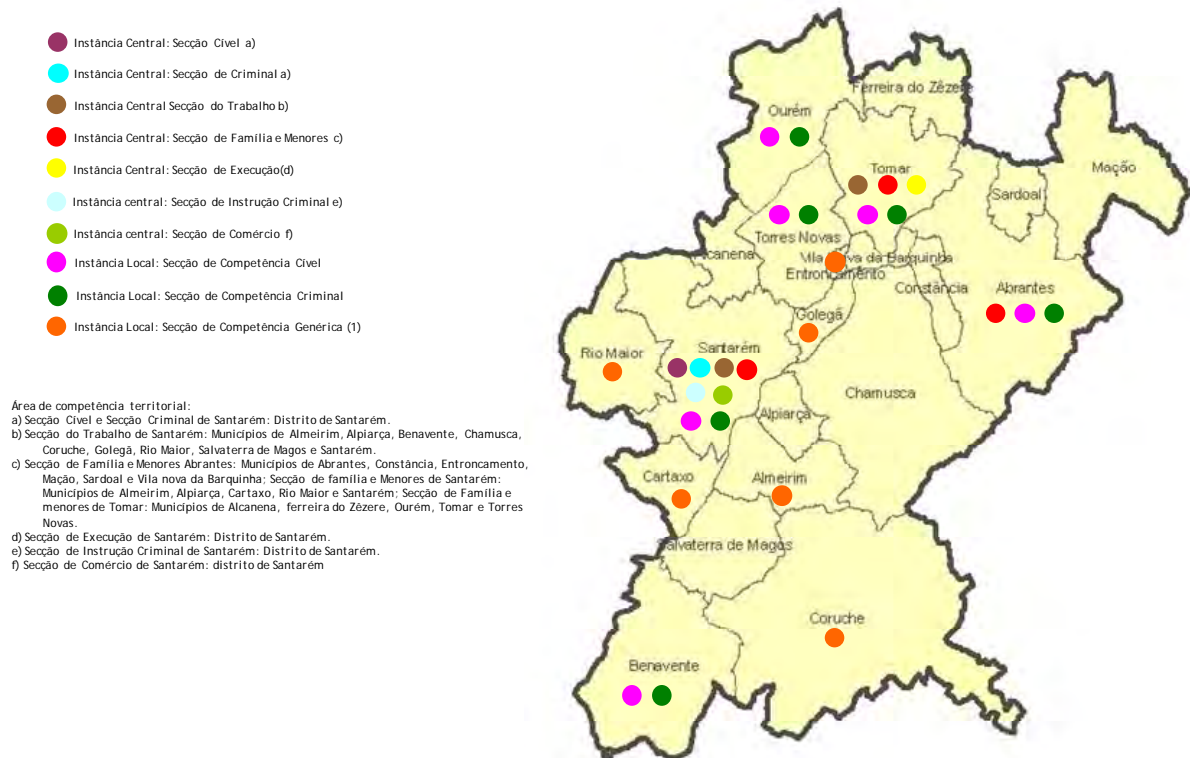 Instância Central: Secção Cível a)
Instância Central: Secção de Criminal a)
Instância Central Secção do Trabalho b)
Instância Central: Secção de Família e Menores c)
Instância Central: Secção de Execução(d)
Instância central: Secção de Instrução Criminal e)
Instância central: Secção de Comércio f)
Instância Local: Secção de Competência Cível
Instância Local: Secção de Competência Criminal
Instância Local: Secção de Competência Genérica (1)
Área de competência territorial:
a) Secção Cível e Secção Criminal de Santarém: Distrito de Santarém.
b) Secção do Trabalho de Santarém: Municípios de Almeirim, Alpiarça, Benavente, Chamusca,
Coruche, Golegã, Rio Maior, Salvaterra de Magos e Santarém.
c) Secção de Família e Menores Abrantes: Municípios de Abrantes, Constância, Entroncamento,
Mação, Sardoal e Vila nova da Barquinha; Secção de família e Menores de Santarém:
Municípios de Almeirim, Alpiarça, Cartaxo, Rio Maior e Santarém; Secção de Família e
menores de Tomar: Municípios de Alcanena, ferreira do Zêzere, Ourém, Tomar e Torres
Novas.
d) Secção de Execução de Santarém: Distrito de Santarém.
e) Secção de Instrução Criminal de Santarém: Distrito de Santarém.
f) Secção de Comércio de Santarém: distrito de Santarém
Ferreira do Zêzere
Ourém
Tomar
Mação
Sardoal
Torres Novas
Alcanena
Vila Nova da Barquinha
Entroncamento
Constância
Abrantes
Golegã
Rio Maior
Santarém
Chamusca
Alpiarça
Cartaxo
Almeirim
Salvaterra de Magos
Coruche
Benavente